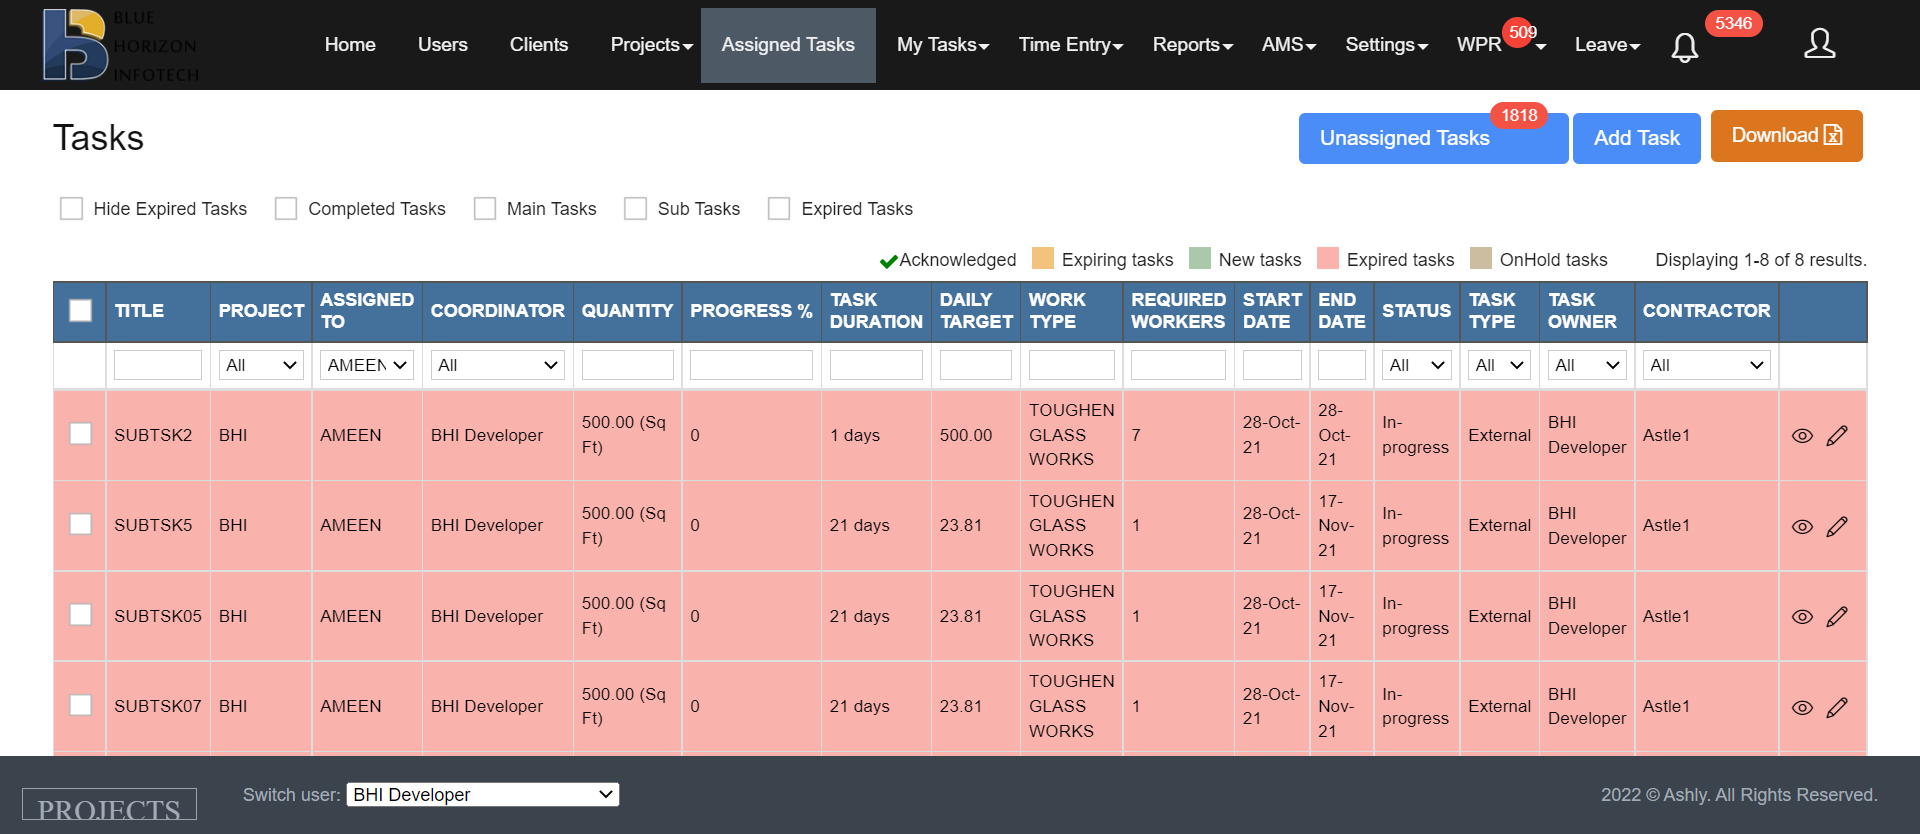 BLUE
HORIZON
INFOTECH
Home Users Clients Projects Assigned Tasks My Tasks Time Entry Reports AMS Settings WPR 509 Leave 5346
Tasks
Unassigned Tasks 1818 Add Task Download
Hide Expired Tasks Completed Tasks Main Tasks Sub Tasks Expired Tasks
Acknowledged Expiring tasks New tasks Expired tasks OnHold tasks Displaying 1-8 of 8 results.
TITLE PROJECT ASSIGNED TO COORDINATOR QUANTITY PROGRESS % TASK DURATION DAILY TARGET WORK TYPE REQUIRED WORKERS START DATE END DATE STATUS TASK TYPE TASK OWNER CONTRACTOR
All AMEEN All All All All All
SUBTSK2 BHI AMEEN BHI Developer 500.00 (Sq Ft) 0 1 days 500.00 TOUGHEN GLASS WORKS 7 28-Oct-21 28-Oct-21 In-progress External BHI Developer Astle1
SUBTSK5 BHI AMEEN BHI Developer 500.00 (Sq Ft) 0 21 days 23.81 TOUGHEN GLASS WORKS 1 28-Oct-21 17-Nov-21 In-progress External BHI Developer Astle1
SUBTSK05 BHI AMEEN BHI Developer 500.00 (Sq Ft) 0 21 days 23.81 TOUGHEN GLASS WORKS 1 28-Oct-21 17-Nov-21 In-progress External BHI Developer Astle1
SUBTSK07 BHI AMEEN BHI Developer 500.00 (Sq Ft) 0 21 days 23.81 TOUGHEN GLASS WORKS 1 28-Oct-21 17-Nov-21 In-progress External BHI Developer Astle1
PROJECTS Switch user: BHI Developer 2022 © Ashly. All Rights Reserved.